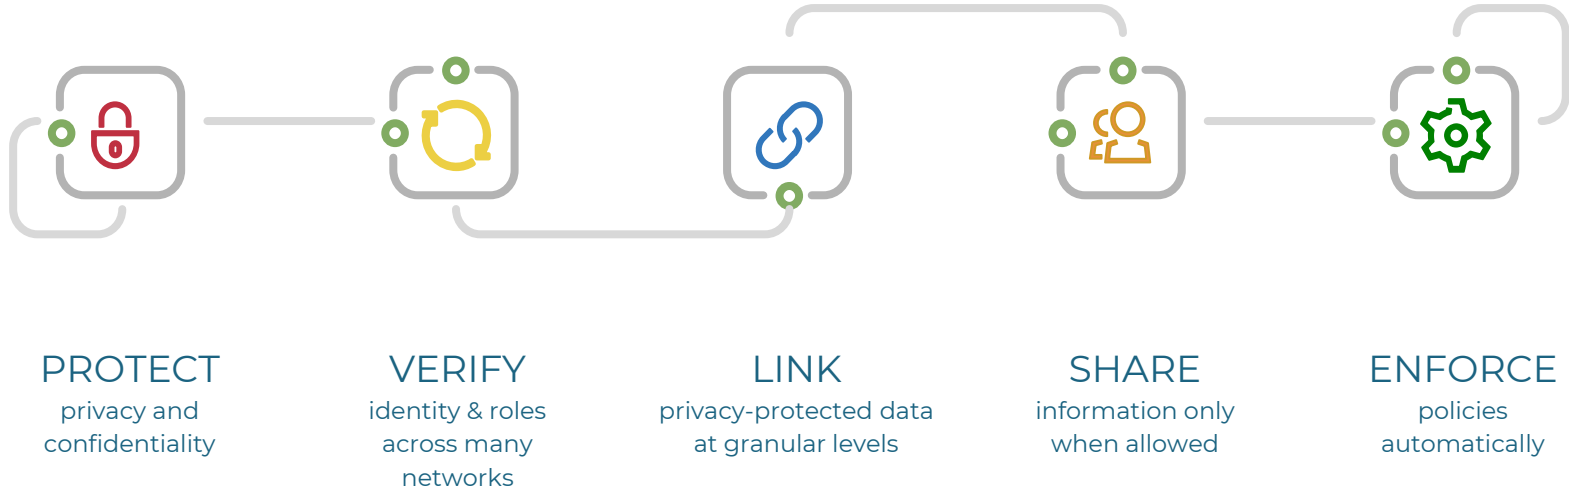 PROTECT
privacy and
confidentiality
VERIFY
identity & roles
across many
networks
LINK
privacy-protected data
at granular levels
SHARE
information only
when allowed
ENFORCE
policies
automatically